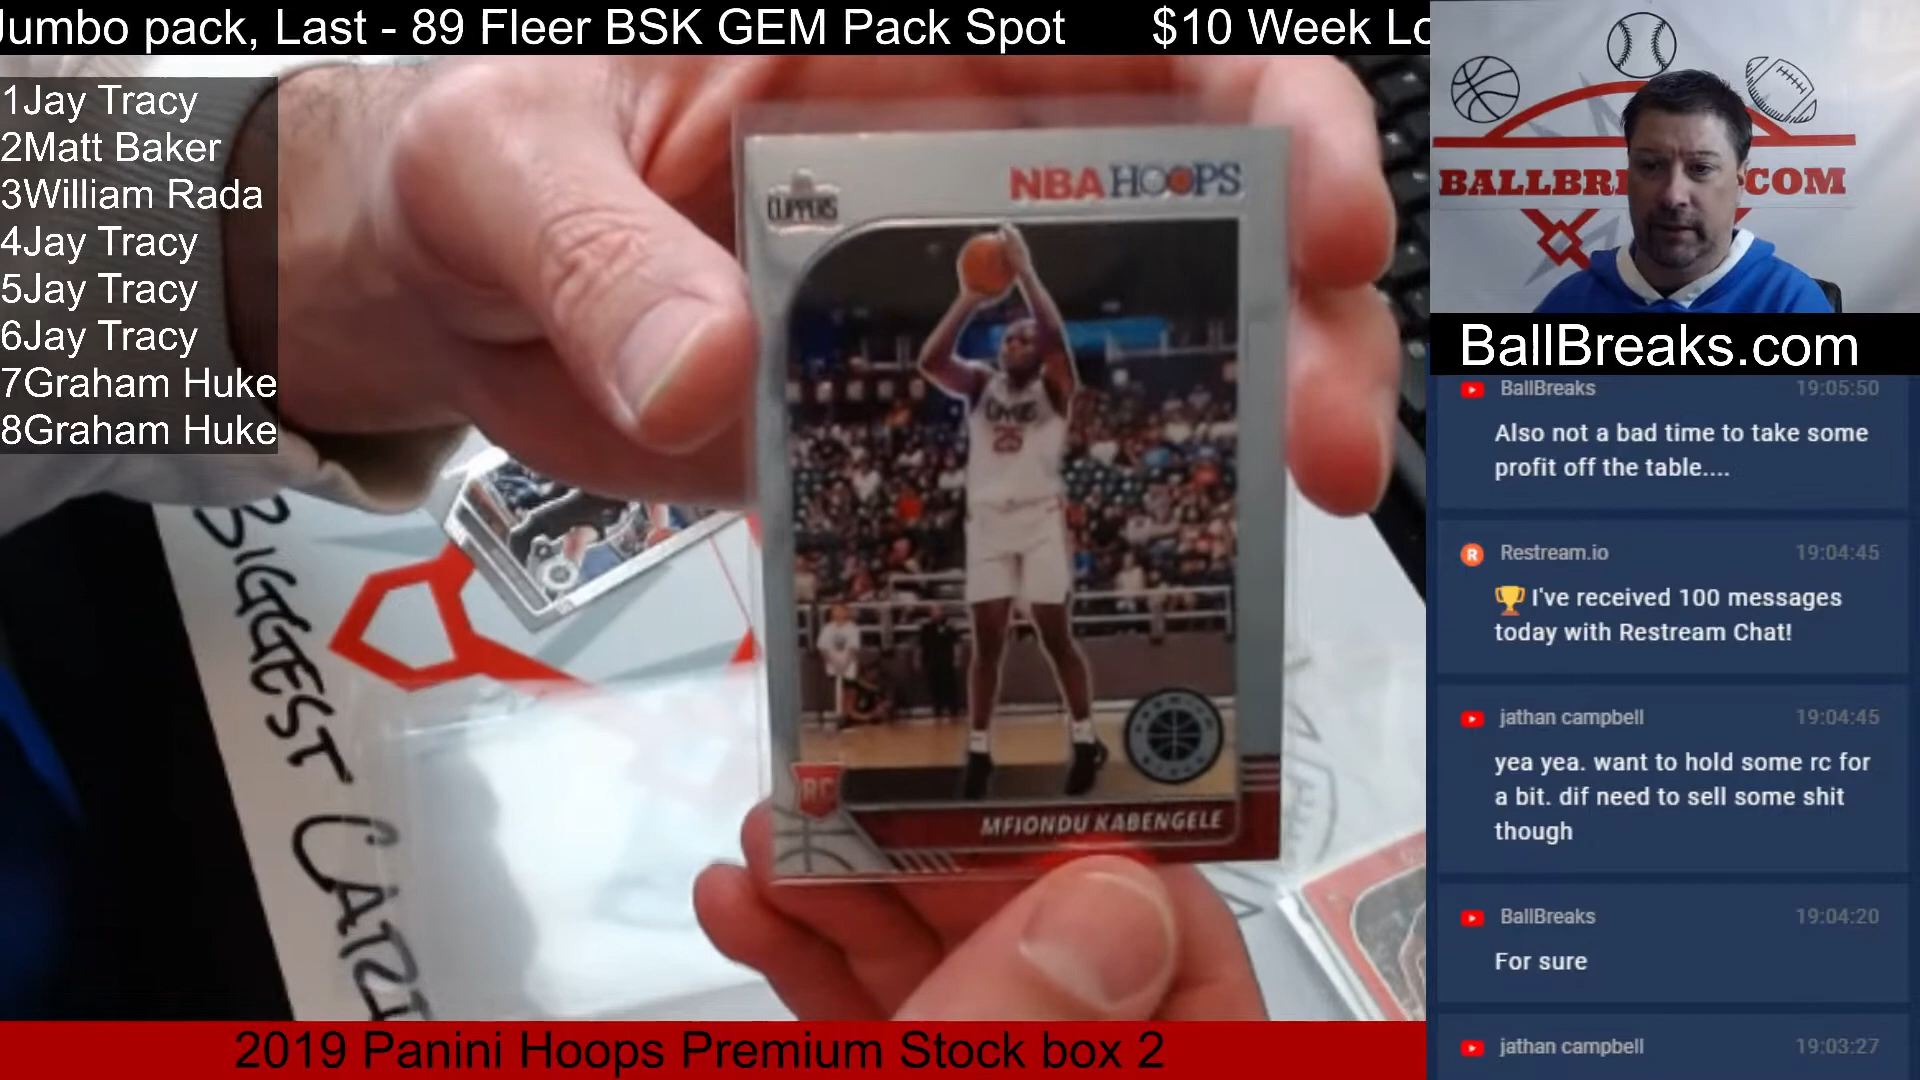 Jumbo pack, Last - 89 Fleer BSK GEM Pack Spot $10 Week Lo
1Jay Tracy
2Matt Baker
3William Rada
4Jay Tracy
5Jay Tracy
6Jay Tracy
7Graham Huke
8Graham Huke
CLIPPERS
NBA HOOPS
25
PREMIUM STOCK
RC
MFIONDU KABENGELE
BIGGEST
2019 Panini Hoops Premium Stock box 2
BALLBR .COM
BallBreaks.com
BallBreaks 19:05:50
Also not a bad time to take some
profit off the table....
Restream.io 19:04:45
🏆 I've received 100 messages
today with Restream Chat!
jathan campbell 19:04:45
yea yea. want to hold some rc for
a bit. dif need to sell some shit
though
BallBreaks 19:04:20
For sure
jathan campbell 19:03:27